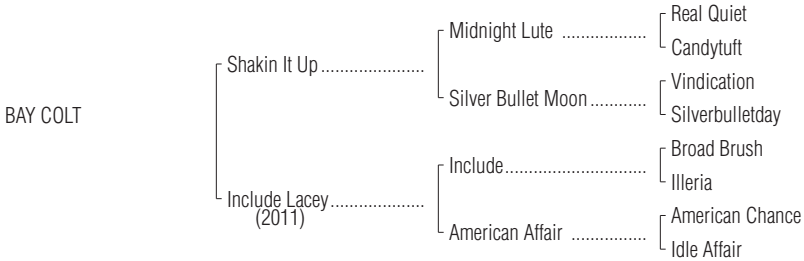 Real Quiet
Midnight Lute ..................
Candytuft
Shakin It Up......................
Vindication
Silver Bullet Moon............
Silverbulletday
BAY COLT
Broad Brush
Include..............................
Illeria
Include Lacey....................
(2011)
American Chance
American Affair ................
Idle Affair